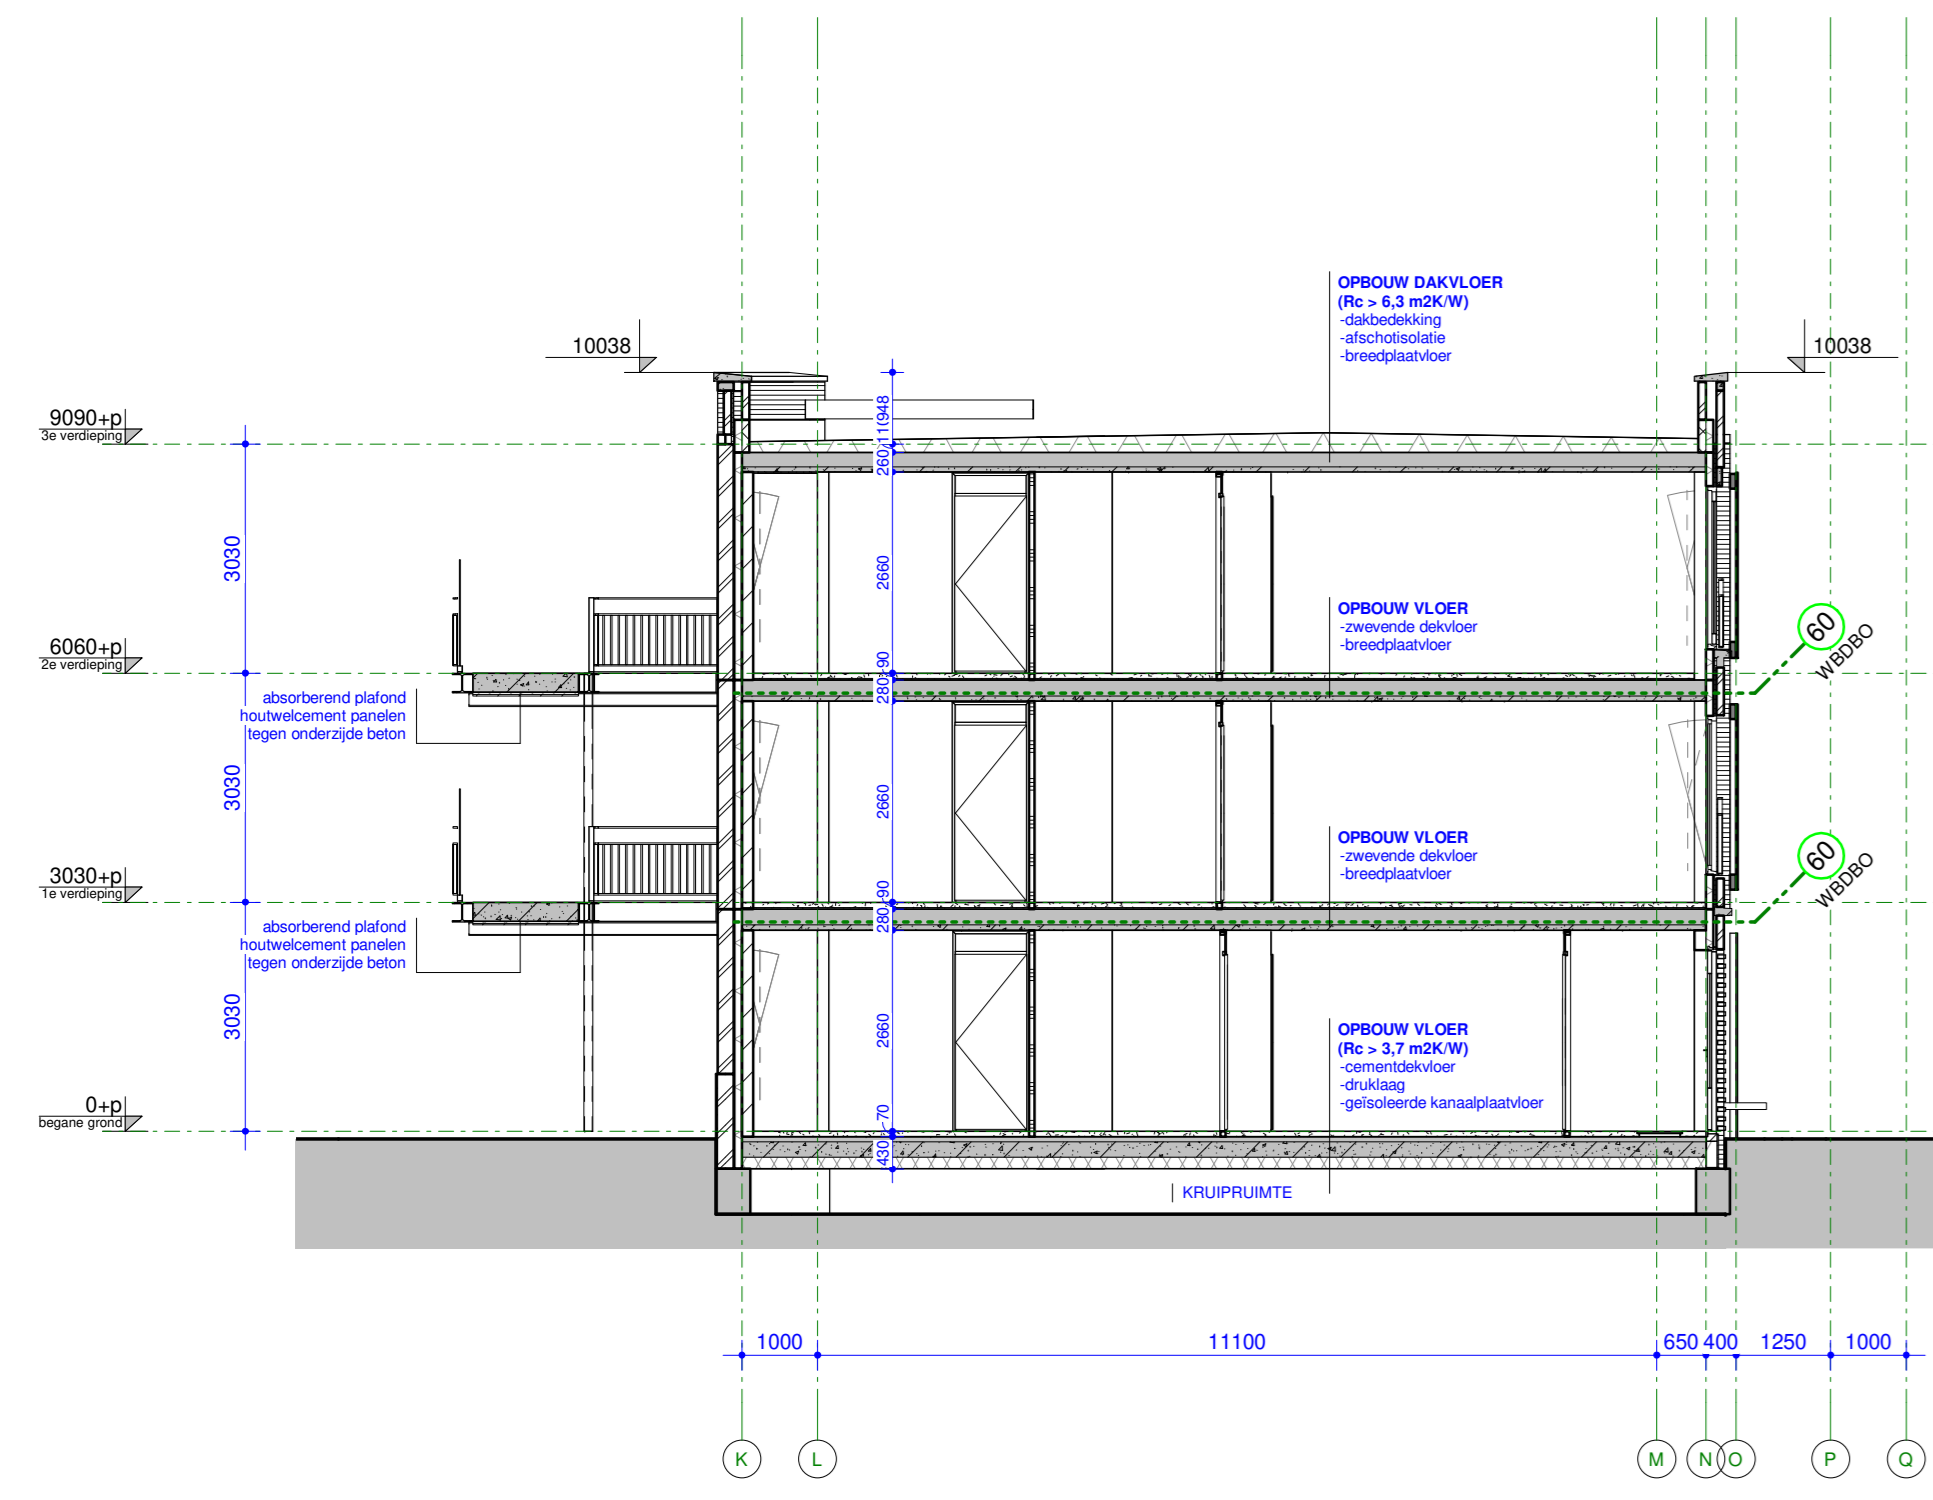 OPBOUW DAKVLOER
(Rc > 6,3 m2K/W)
-dakbedekking
-afschotisolatie
-breedplaatvloer
10038
10038
9090+p
3e verdieping
948
110
260
3030
2660
OPBOUW VLOER
-zwevende dekvloer
-breedplaatvloer
60
WBDBO
6060+p
2e verdieping
90
280
absorberend plafond
houtwelcement panelen
tegen onderzijde beton
3030
2660
OPBOUW VLOER
-zwevende dekvloer
-breedplaatvloer
60
WBDBO
3030+p
1e verdieping
90
280
absorberend plafond
houtwelcement panelen
tegen onderzijde beton
3030
2660
OPBOUW VLOER
(Rc > 3,7 m2K/W)
-cementdekvloer
-druklaag
-geïsoleerde kanaalplaatvloer
0+p
begane grond
70
430
KRUIPRUIMTE
1000
11100
650
400
1250
1000
K
L
M
N
O
P
Q